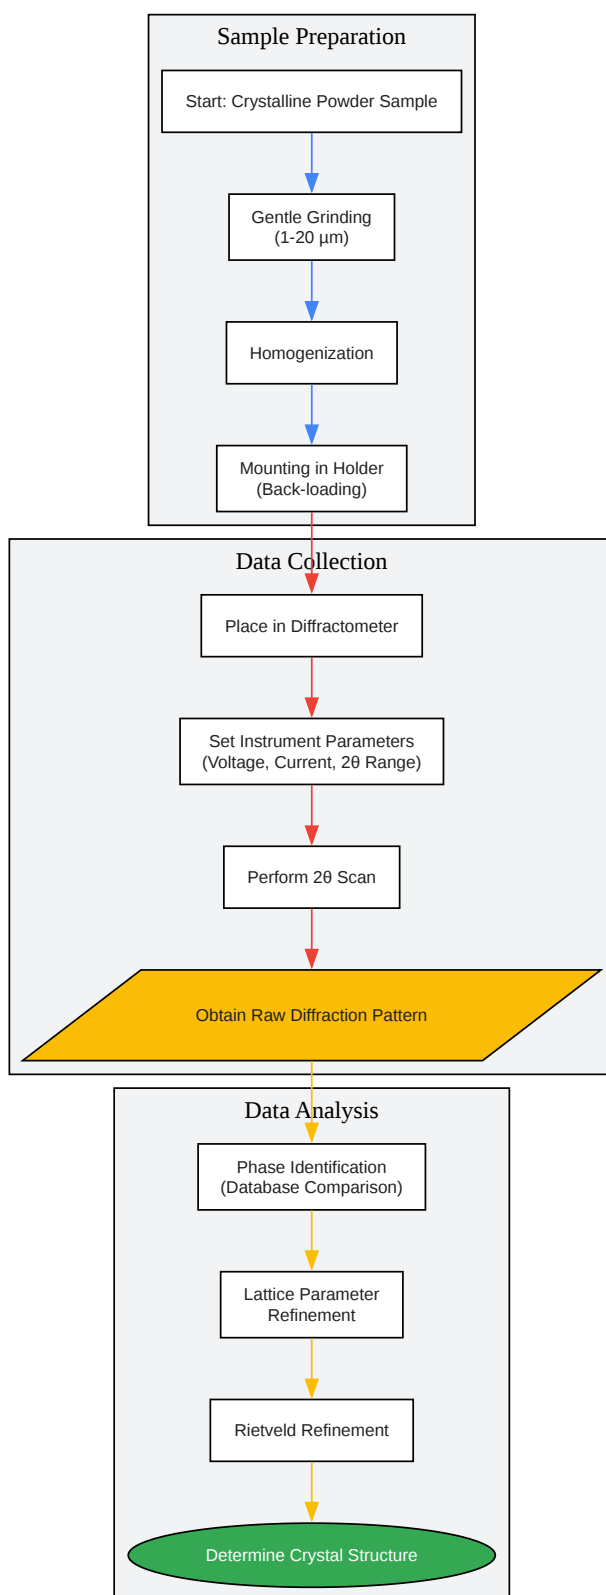 Sample Preparation
Start: Crystalline Powder Sample
Gentle Grinding
(1-20 µm)
Homogenization
Mounting in Holder
(Back-loading)
Data Collection
Place in Diffractometer
Set Instrument Parameters
(Voltage, Current, 2θ Range)
Perform 2θ Scan
Obtain Raw Diffraction Pattern
Data Analysis
Phase Identification
(Database Comparison)
Lattice Parameter
Refinement
Rietveld Refinement
Determine Crystal Structure